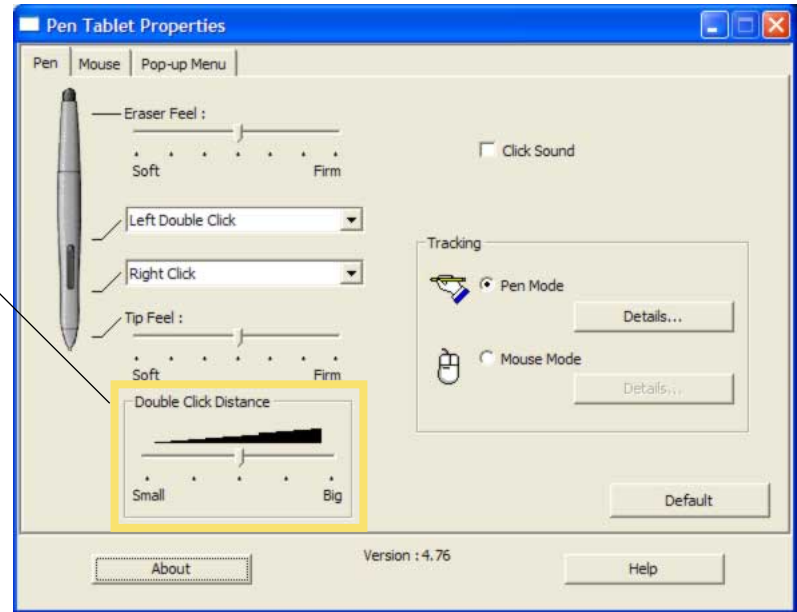 Pen Tablet Properties
Pen Mouse Pop-up Menu
Eraser Feel :
Soft Firm
Click Sound
Left Double Click
Right Click
Tip Feel :
Soft Firm
Tracking
Pen Mode
Details...
Mouse Mode
Details...
Double Click Distance
Small Big
Default
About
Version : 4.76
Help